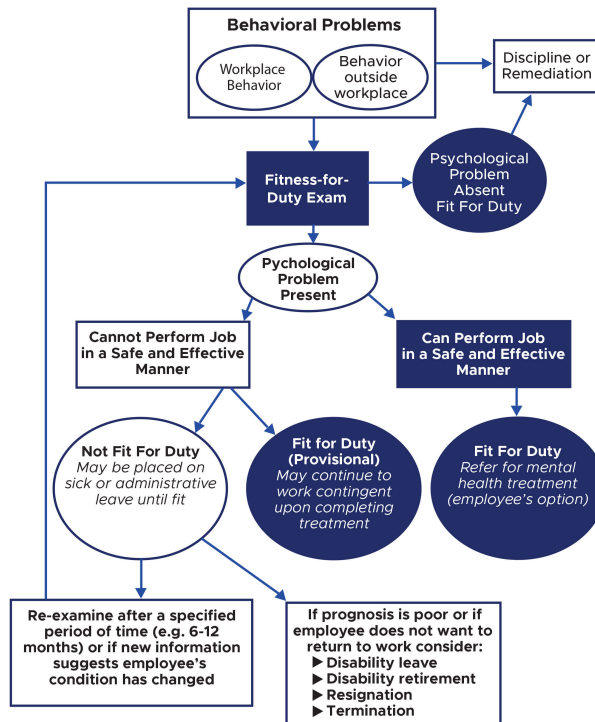 Behavioral Problems
Workplace
Behavior
Behavior
outside
workplace
Discipline or
Remediation
Fitness-for-
Duty Exam
Psychological
Problem
Absent
Fit For Duty
Pychological
Problem
Present
Cannot Perform Job
in a Safe and Effective
Manner
Can Perform Job
in a Safe and Effective
Manner
Not Fit For Duty
May be placed on
sick or administrative
leave until fit
Fit for Duty
(Provisional)
May continue to
work contingent
upon completing
treatment
Fit For Duty
Refer for mental
health treatment
(employee's option)
Re-examine after a specified
period of time (e.g. 6-12
months) or if new information
suggests employee's
condition has changed
If prognosis is poor or if
employee does not want to
return to work consider:
▶ Disability leave
▶ Disability retirement
▶ Resignation
▶ Termination